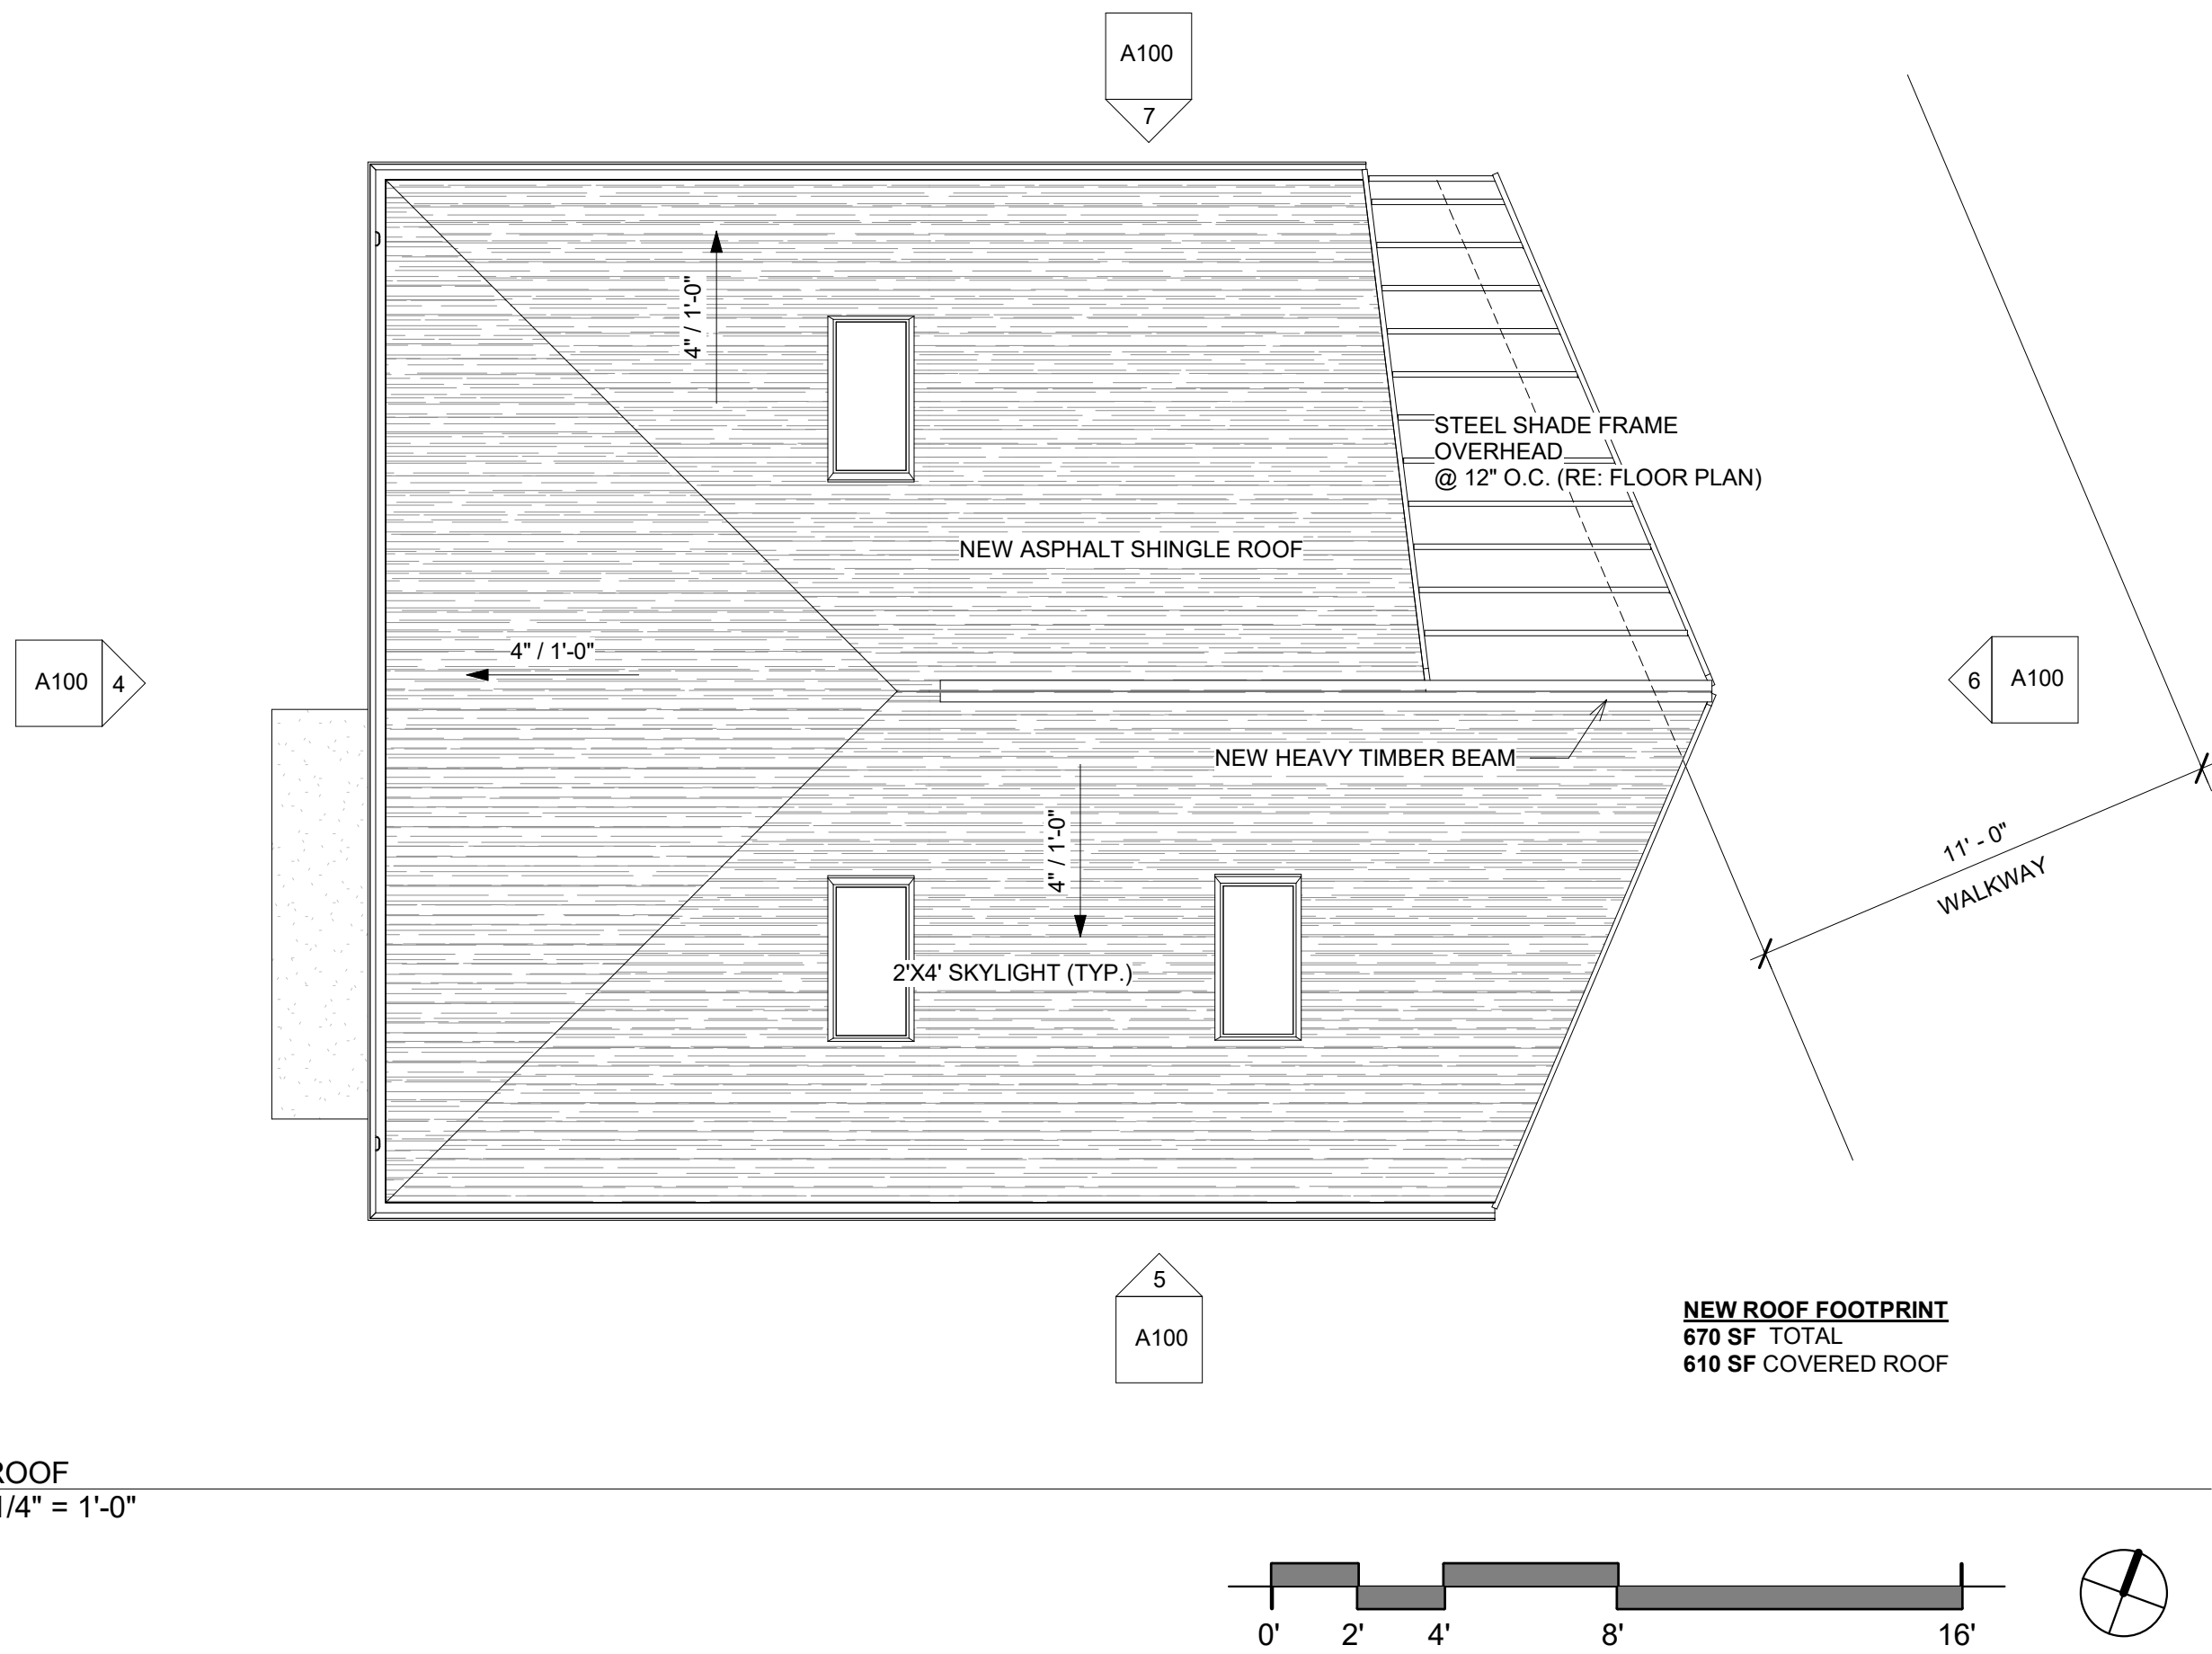 A100
7
4" / 1'-0"
STEEL SHADE FRAME
OVERHEAD
@ 12" O.C. (RE: FLOOR PLAN)
NEW ASPHALT SHINGLE ROOF
4" / 1'-0"
A100
4
6
A100
NEW HEAVY TIMBER BEAM
4" / 1'-0"
11' - 0"
WALKWAY
2'X4' SKYLIGHT (TYP.)
5
A100
NEW ROOF FOOTPRINT
670 SF TOTAL
610 SF COVERED ROOF
ROOF
1/4" = 1'-0"
0'
2'
4'
8'
16'